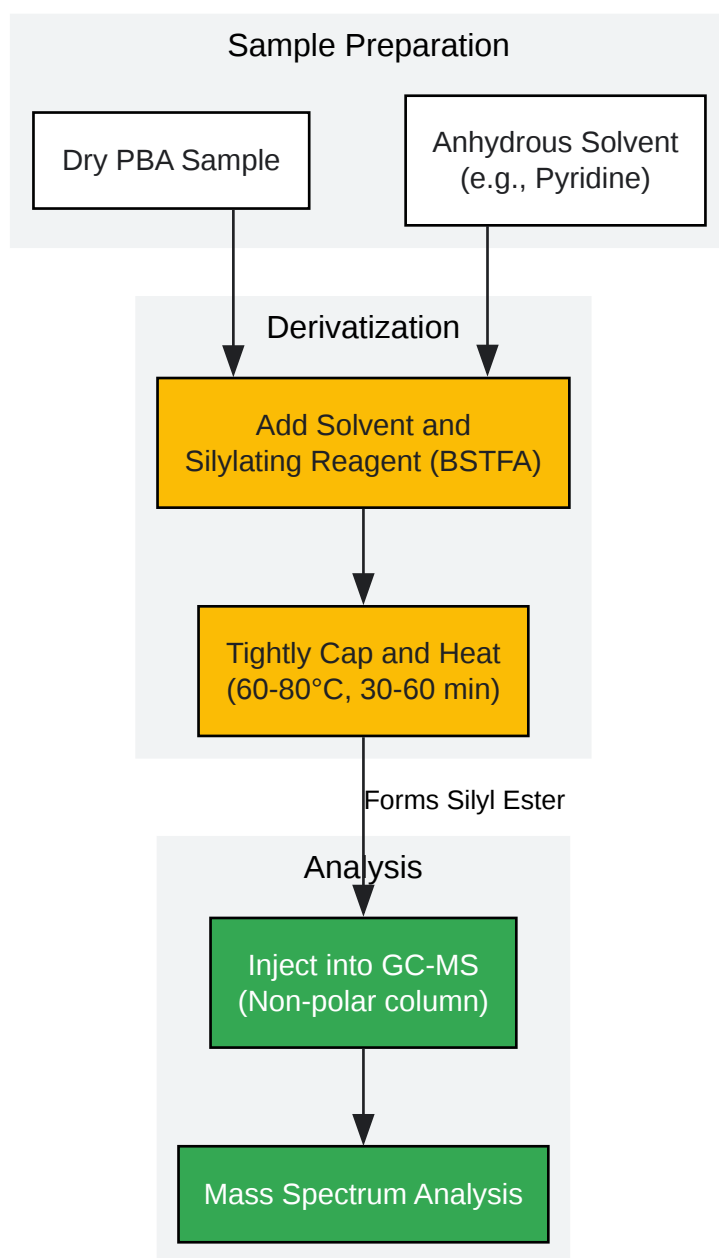 Sample Preparation
Dry PBA Sample
Anhydrous Solvent
(e.g., Pyridine)
Derivatization
Add Solvent and
Silylating Reagent (BSTFA)
Tightly Cap and Heat
(60-80°C, 30-60 min)
Forms Silyl Ester
Analysis
Inject into GC-MS
(Non-polar column)
Mass Spectrum Analysis